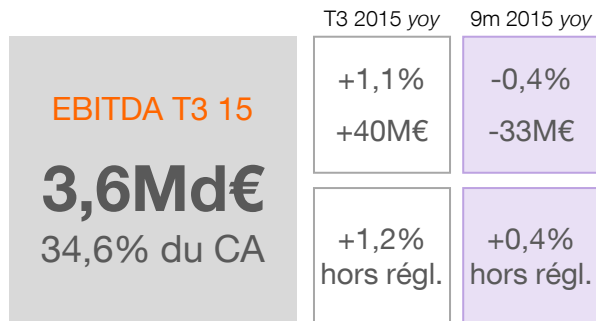 T3 2015 yoy
9m 2015 yoy
EBITDA T3 15
3,6Md€
34,6% du CA
+1,1%
+40M€
-0,4%
-33M€
+1,2%
hors régl.
+0,4%
hors régl.